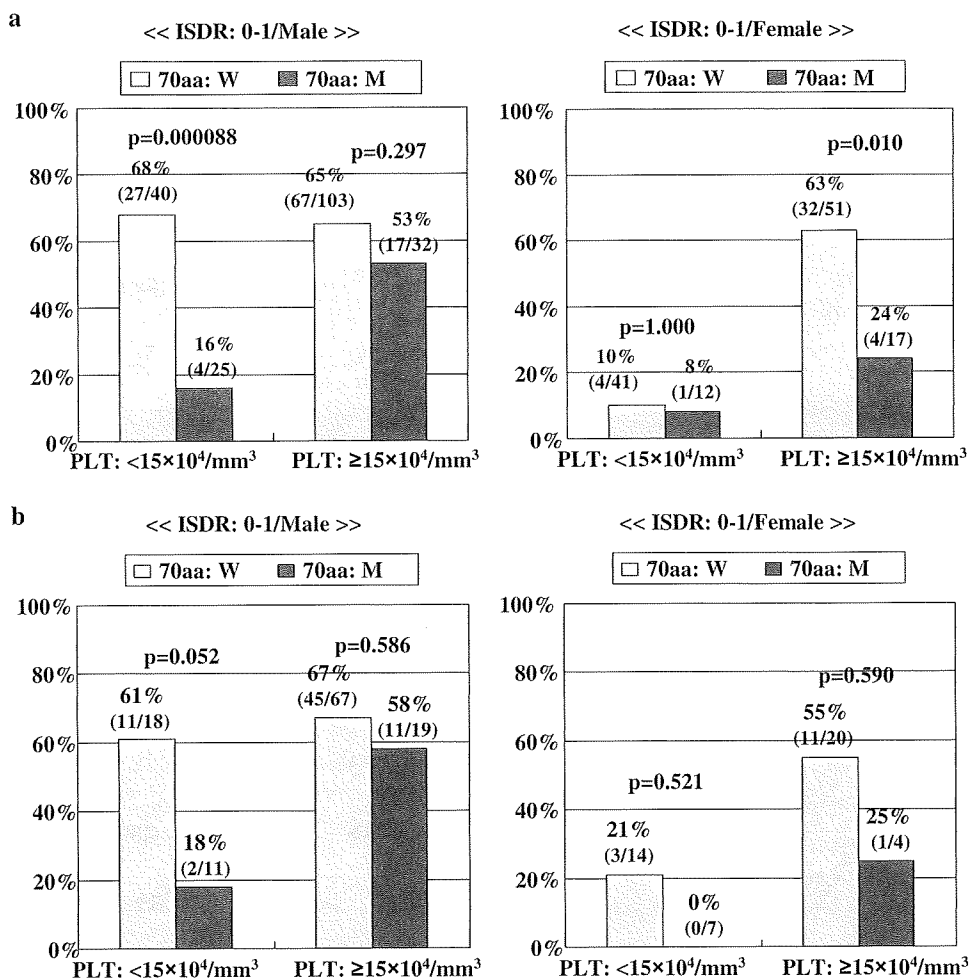 a
<< ISDR: 0-1/Male >>
70aa: W 70aa: M
100%
80%
60%
40%
20%
0%
p=0.000088
68%
(27/40)
16%
(4/25)
p=0.297
65%
(67/103)
53%
(17/32)
PLT: <15×10⁴/mm³ PLT: ≥15×10⁴/mm³
<< ISDR: 0-1/Female >>
70aa: W 70aa: M
100%
80%
60%
40%
20%
0%
p=1.000
10%
(4/41)
8%
(1/12)
p=0.010
63%
(32/51)
24%
(4/17)
PLT: <15×10⁴/mm³ PLT: ≥15×10⁴/mm³
b
<< ISDR: 0-1/Male >>
70aa: W 70aa: M
100%
80%
60%
40%
20%
0%
p=0.052
61%
(11/18)
18%
(2/11)
p=0.586
67%
(45/67)
58%
(11/19)
PLT: <15×10⁴/mm³ PLT: ≥15×10⁴/mm³
<< ISDR: 0-1/Female >>
70aa: W 70aa: M
100%
80%
60%
40%
20%
0%
p=0.521
21%
(3/14)
0%
(0/7)
p=0.590
55%
(11/20)
25%
(1/4)
PLT: <15×10⁴/mm³ PLT: ≥15×10⁴/mm³